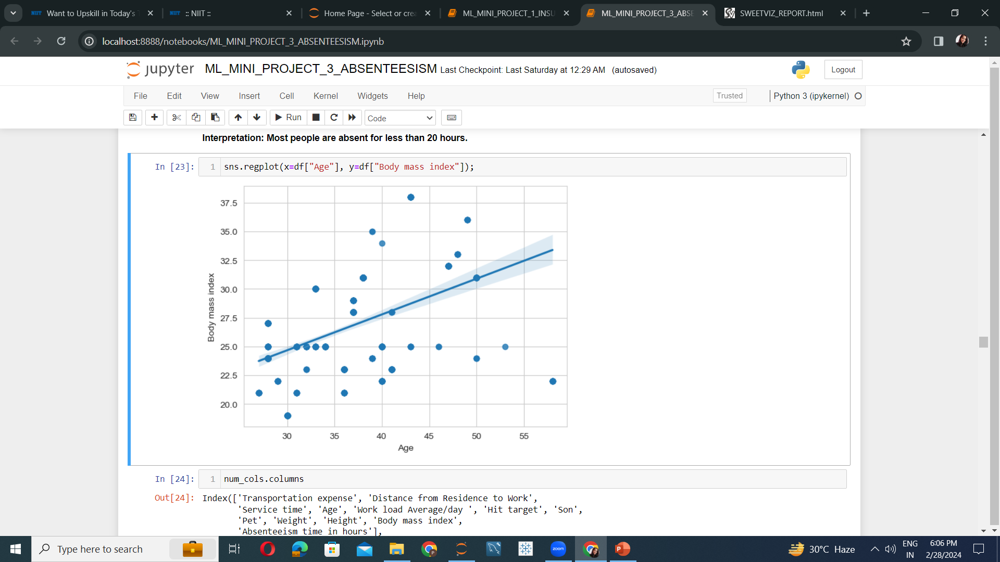 Want to Upskill in Today's
:: NIIT ::
Home Page - Select or crea
ML_MINI_PROJECT_1_INSU
ML_MINI_PROJECT_3_ABSE
SWEETVIZ_REPORT.html
localhost:8888/notebooks/ML_MINI_PROJECT_3_ABSENTEESISM.ipynb
jupyter ML_MINI_PROJECT_3_ABSENTEESISM Last Checkpoint: Last Saturday at 12:29 AM (autosaved)
Logout
File Edit View Insert Cell Kernel Widgets Help
Trusted
Python 3 (ipykernel)
Run
Code
Interpretation: Most people are absent for less than 20 hours.
In [23]: 1 sns.regplot(x=df["Age"], y=df["Body mass index"]);
37.5
35.0
32.5
30.0
27.5
25.0
22.5
20.0
Body mass index
30 35 40 45 50 55
Age
In [24]: 1 num_cols.columns
Out[24]: Index(['Transportation expense', 'Distance from Residence to Work',
'Service time', 'Age', 'Work load Average/day ', 'Hit target', 'Son',
'Pet', 'Weight', 'Height', 'Body mass index',
'Absenteeism time in hours'],
Type here to search
zoom
30°C Haze
ENG
IN
6:06 PM
2/28/2024